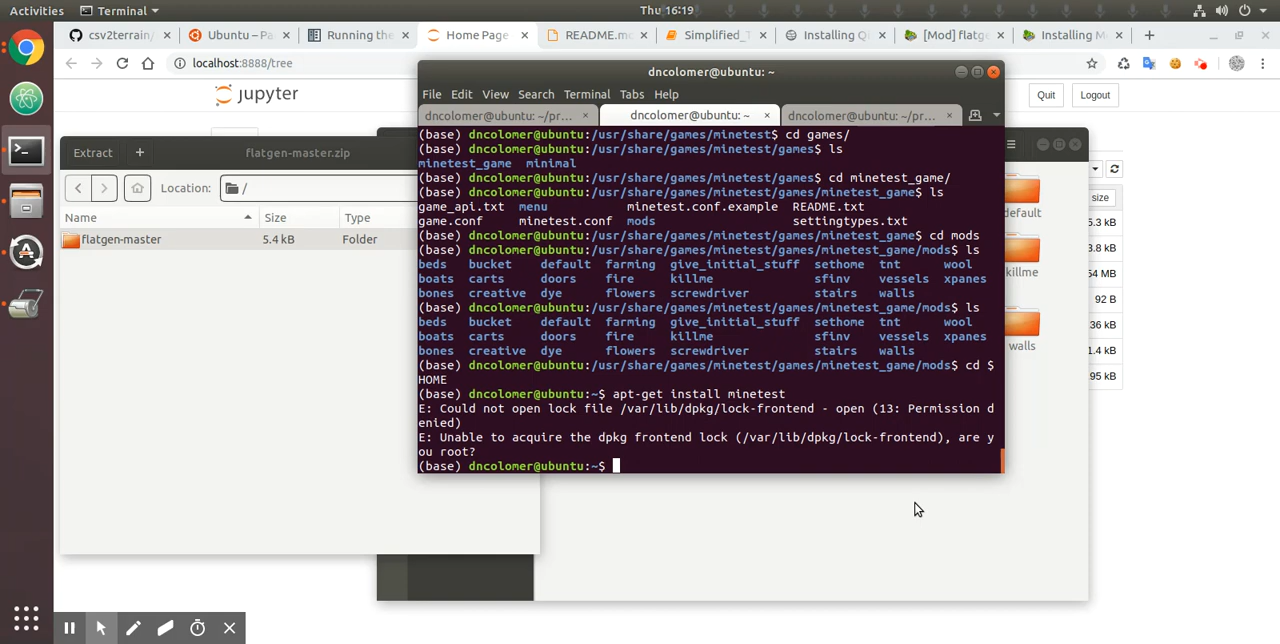 Activities
Terminal
Thu 16:19
csv2terrain/
Ubuntu – Pa
Running the
Home Page
README.m
Simplified_T
Installing Q
[Mod] flatge
Installing M
localhost:8888/tree
jupyter
Quit
Logout
Extract
flatgen-master.zip
Location:
/
Name
Size
Type
flatgen-master
5.4 kB
Folder
dncolomer@ubuntu: ~
File Edit View Search Terminal Tabs Help
dncolomer@ubuntu: ~/pr...
dncolomer@ubuntu: ~
dncolomer@ubuntu: ~/pr...
(base) dncolomer@ubuntu:/usr/share/games/minetest$ cd games/
(base) dncolomer@ubuntu:/usr/share/games/minetest/games$ ls
minetest_game minimal
(base) dncolomer@ubuntu:/usr/share/games/minetest/games$ cd minetest_game/
(base) dncolomer@ubuntu:/usr/share/games/minetest/games/minetest_game$ ls
game_api.txt menu minetest.conf.example README.txt
game.conf minetest.conf mods settingtypes.txt
(base) dncolomer@ubuntu:/usr/share/games/minetest/games/minetest_game$ cd mods
(base) dncolomer@ubuntu:/usr/share/games/minetest/games/minetest_game/mods$ ls
beds bucket default farming give_initial_stuff sethome tnt wool
boats carts doors fire killme sfinv vessels xpanes
bones creative dye flowers screwdriver stairs walls
(base) dncolomer@ubuntu:/usr/share/games/minetest/games/minetest_game/mods$ ls
beds bucket default farming give_initial_stuff sethome tnt wool
boats carts doors fire killme sfinv vessels xpanes
bones creative dye flowers screwdriver stairs walls
(base) dncolomer@ubuntu:/usr/share/games/minetest/games/minetest_game/mods$ cd $
HOME
(base) dncolomer@ubuntu:~$ apt-get install minetest
E: Could not open lock file /var/lib/dpkg/lock-frontend - open (13: Permission d
enied)
E: Unable to acquire the dpkg frontend lock (/var/lib/dpkg/lock-frontend), are y
ou root?
(base) dncolomer@ubuntu:~$
default
killme
walls
size
5.3 kB
3.8 kB
54 MB
92 B
36 kB
1.4 kB
95 kB